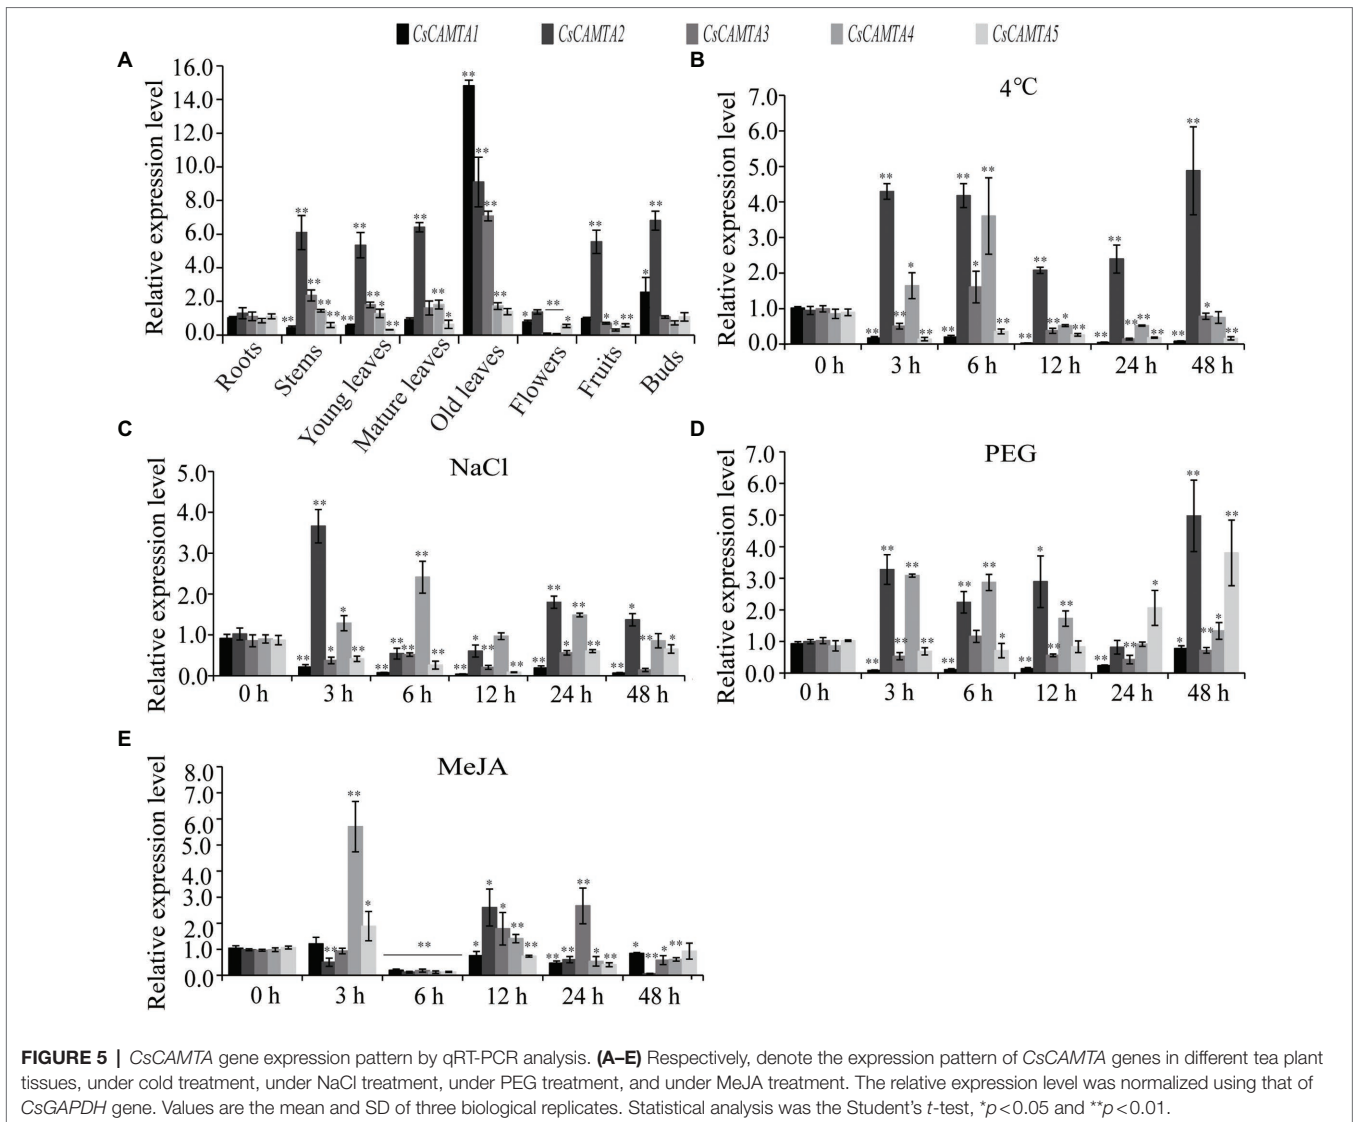 CsCAMTA1 CsCAMTA2 CsCAMTA3 CsCAMTA4 CsCAMTA5
A
Relative expression level
16.0
14.0
12.0
10.0
8.0
6.0
4.0
2.0
0.0
** ** ** ** ** ** ** ** * ** ** ** * ** ** ** * ** * ** * * * * **
Roots Stems Young leaves Mature leaves Old leaves Flowers Fruits Buds
B
4°C
Relative expression level
7.0
6.0
5.0
4.0
3.0
2.0
1.0
0.0
** ** ** * ** ** ** * ** ** ** ** ** * ** ** ** ** ** ** ** ** * **
0 h 3 h 6 h 12 h 24 h 48 h
C
NaCl
Relative expression level
5.0
4.0
3.0
2.0
1.0
0.0
** ** * * ** ** ** ** ** ** ** * ** ** ** ** * ** ** ** * ** *
0 h 3 h 6 h 12 h 24 h 48 h
D
PEG
Relative expression level
7.0
6.0
5.0
4.0
3.0
2.0
1.0
0.0
** ** ** ** ** ** ** ** * ** * ** ** ** ** * * ** ** * **
0 h 3 h 6 h 12 h 24 h 48 h
E
MeJA
Relative expression level
8.0
6.0
5.0
4.0
3.0
2.0
1.0
0.0
** ** * ** * * * ** ** ** ** ** * ** * ** * **
0 h 3 h 6 h 12 h 24 h 48 h
FIGURE 5 | CsCAMTA gene expression pattern by qRT-PCR analysis. (A–E) Respectively, denote the expression pattern of CsCAMTA genes in different tea plant
tissues, under cold treatment, under NaCl treatment, under PEG treatment, and under MeJA treatment. The relative expression level was normalized using that of
CsGAPDH gene. Values are the mean and SD of three biological replicates. Statistical analysis was the Student's t-test, *p<0.05 and **p<0.01.